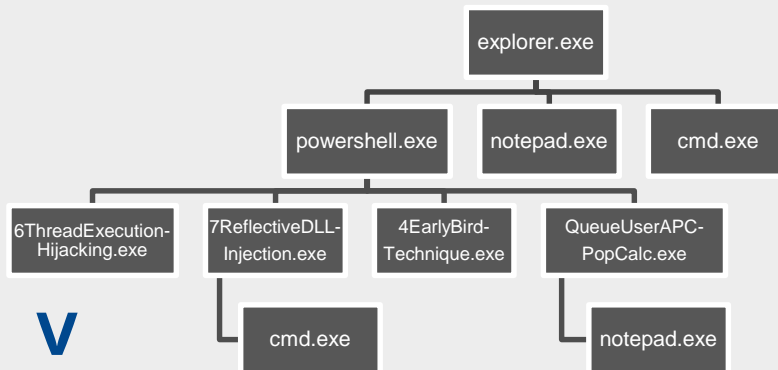 explorer.exe
powershell.exe
notepad.exe
cmd.exe
6ThreadExecution-
Hijacking.exe
7ReflectiveDLL-
Injection.exe
4EarlyBird-
Technique.exe
QueueUserAPC-
PopCalc.exe
cmd.exe
notepad.exe
V